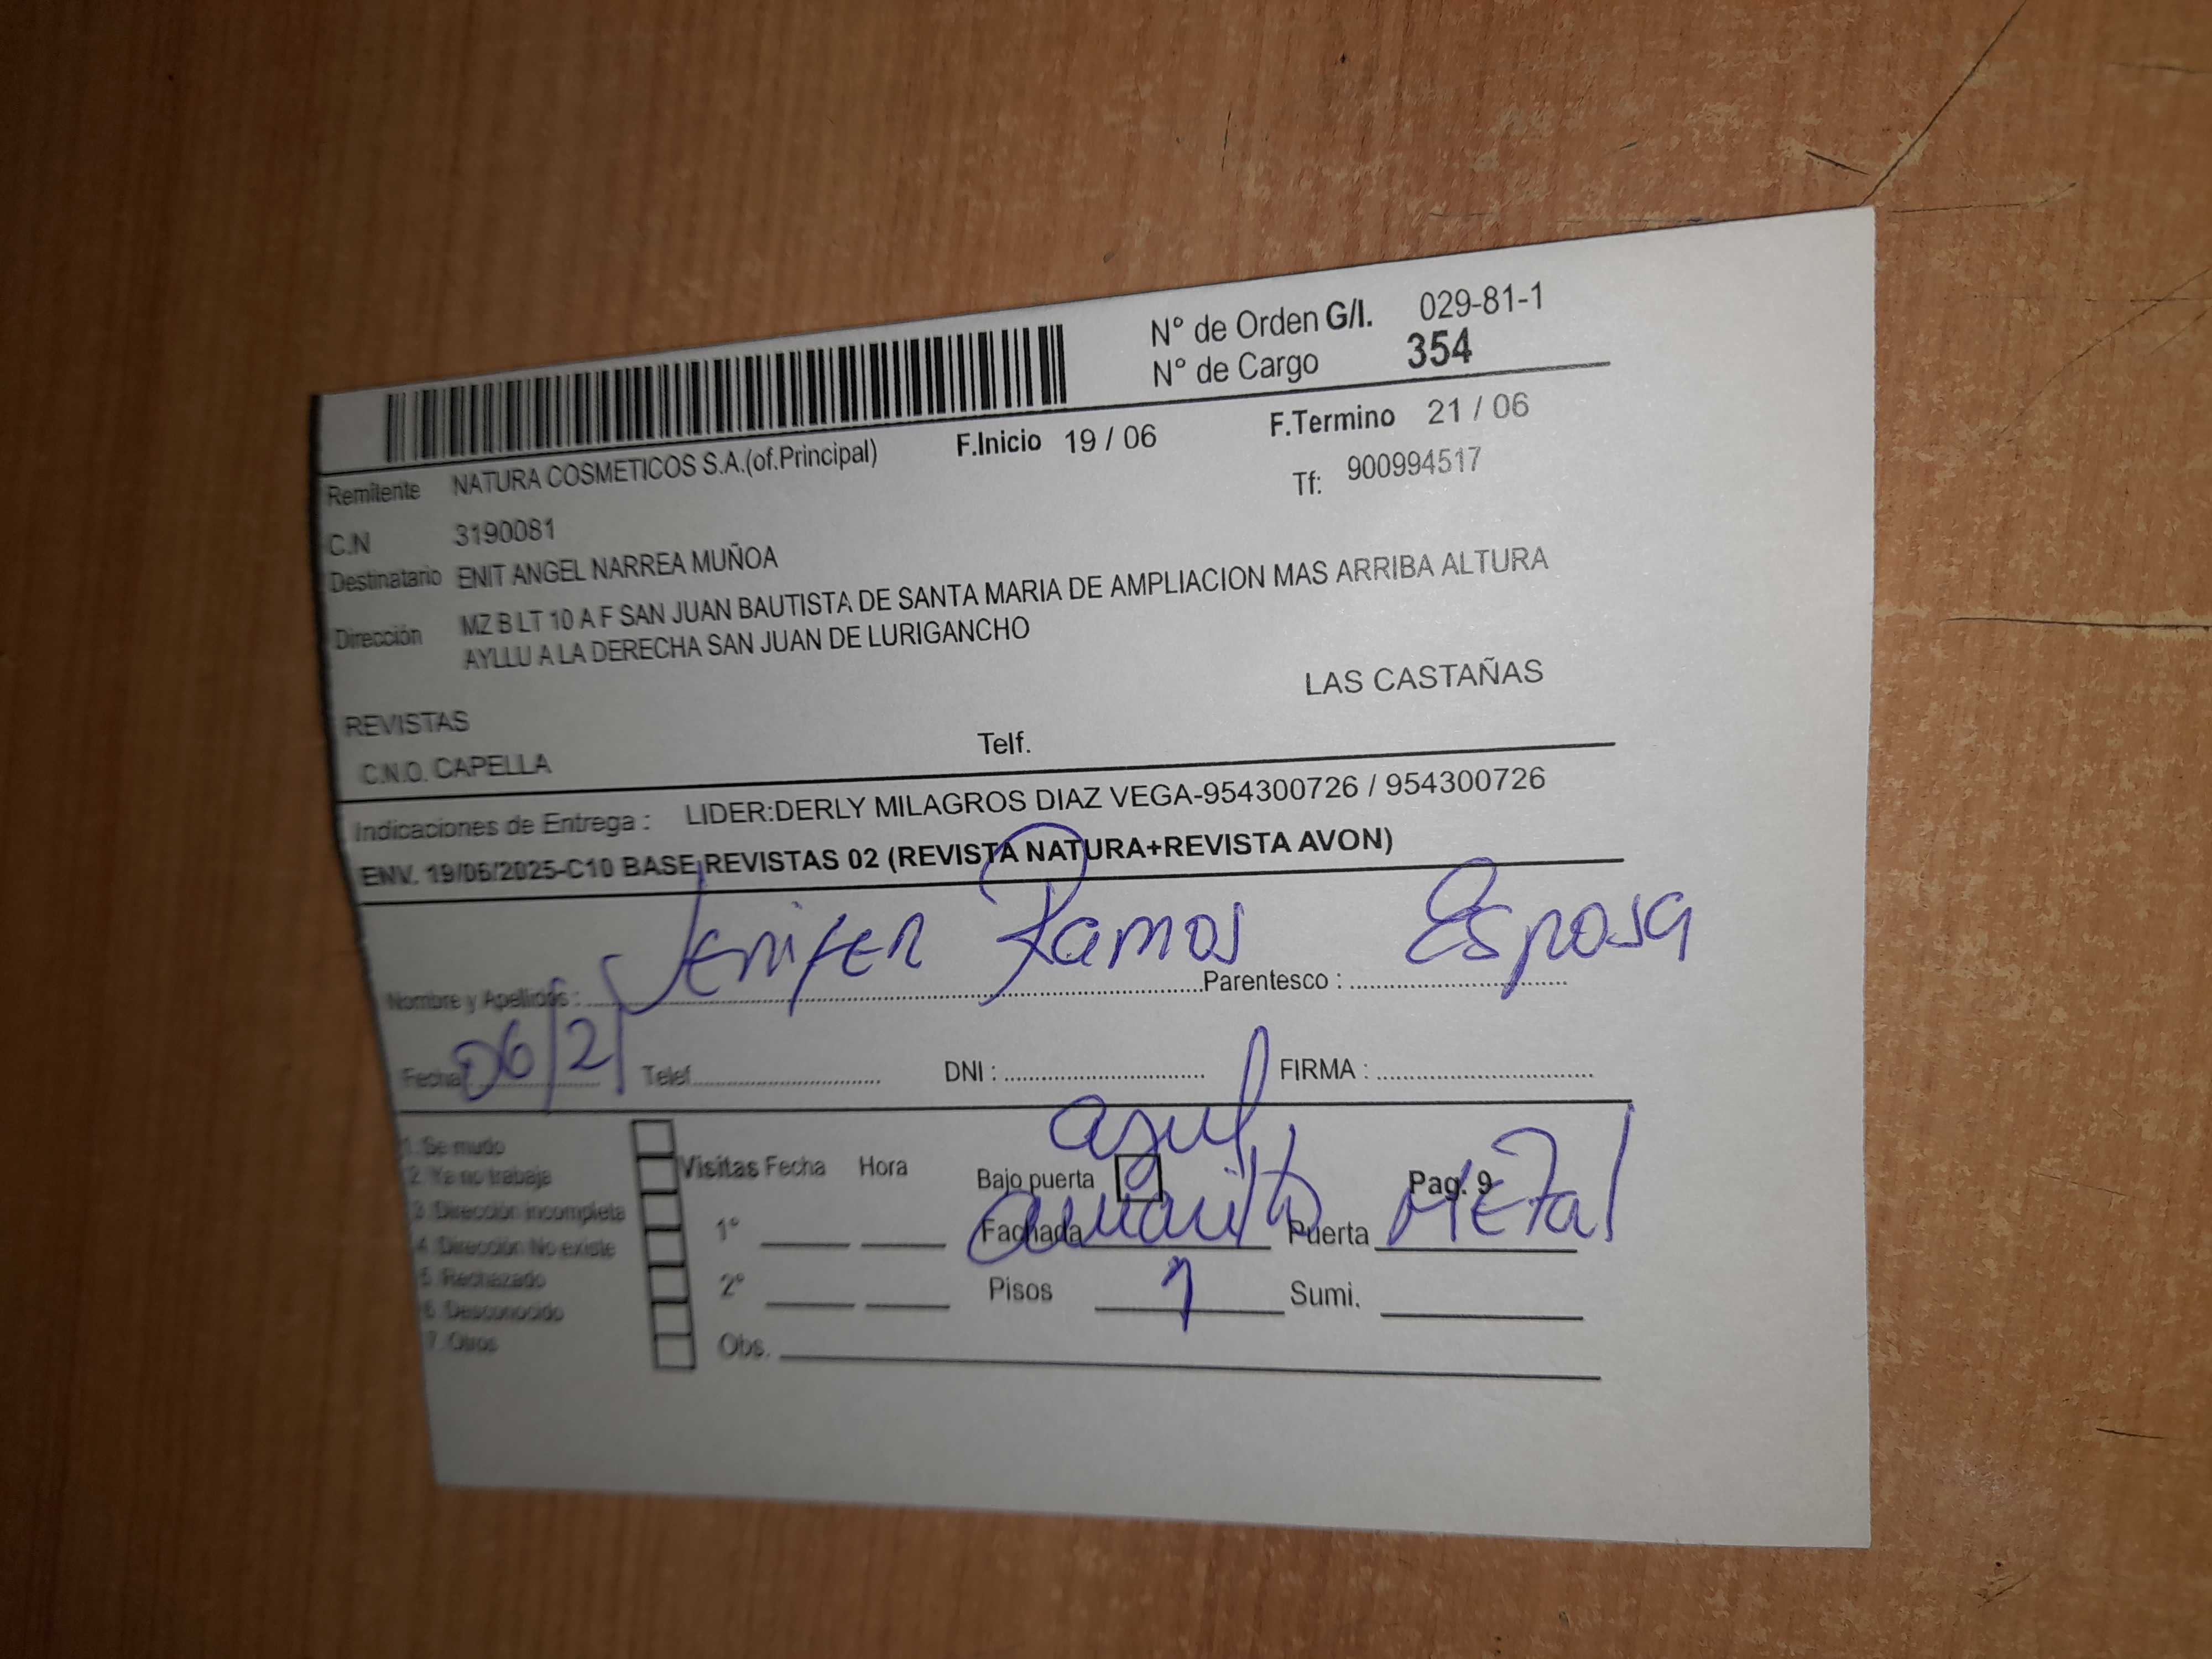 N° de Orden G/I. 029-81-1
N° de Cargo 354
Remitente NATURA COSMETICOS S.A.(of.Principal) F.Inicio 19 / 06 F.Termino 21 / 06
C.N 3190081 Tf: 900994517
Destinatario ENIT ANGEL NARREA MUÑOA
Dirección MZ B LT 10 A F SAN JUAN BAUTISTA DE SANTA MARIA DE AMPLIACION MAS ARRIBA ALTURA
AYLLU A LA DERECHA SAN JUAN DE LURIGANCHO
LAS CASTAÑAS
REVISTAS
C.N.O. CAPELLA Telf.
Indicaciones de Entrega : LIDER:DERLY MILAGROS DIAZ VEGA-954300726 / 954300726
ENV. 19/06/2025-C10 BASE REVISTAS 02 (REVISTA NATURA+REVISTA AVON)
Nombre y Apellidos : Jenifer Ramos Parentesco : Esposa
Fecha 06/21 Telef. DNI : FIRMA :
1. Se mudo
2. Ya no trabaja
3. Dirección incompleta
4. Dirección No existe
5. Rechazado
6. Desconocido
7. Otros
Visitas Fecha Hora
1°
2°
Obs.
azul
Bajo puerta Pag. 9
Fachada amarillo Puerta Metal
Pisos 1 Sumi.